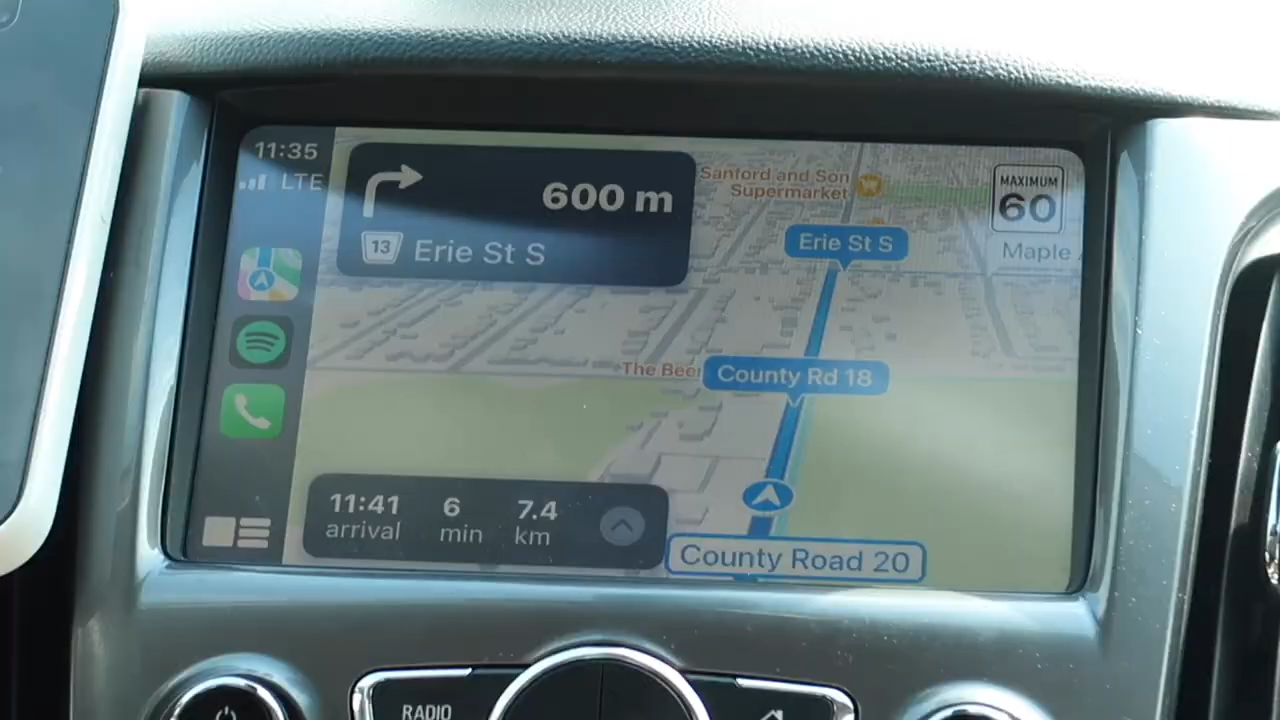 11:35
LTE
600 m
13 Erie St S
Sanford and Son
Supermarket
MAXIMUM
60
Maple
Erie St S
The Beer
County Rd 18
11:41 6 7.4
arrival min km
County Road 20
RADIO